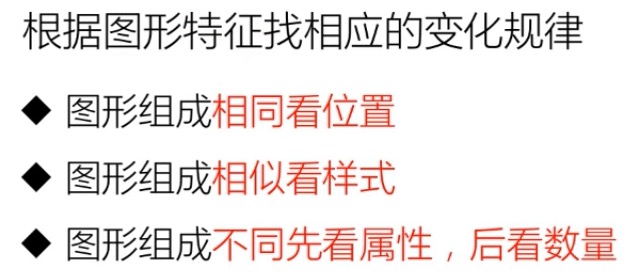 根据图形特征找相应的变化规律
◆ 图形组成相同看位置
◆ 图形组成相似看样式
◆ 图形组成不同先看属性，后看数量